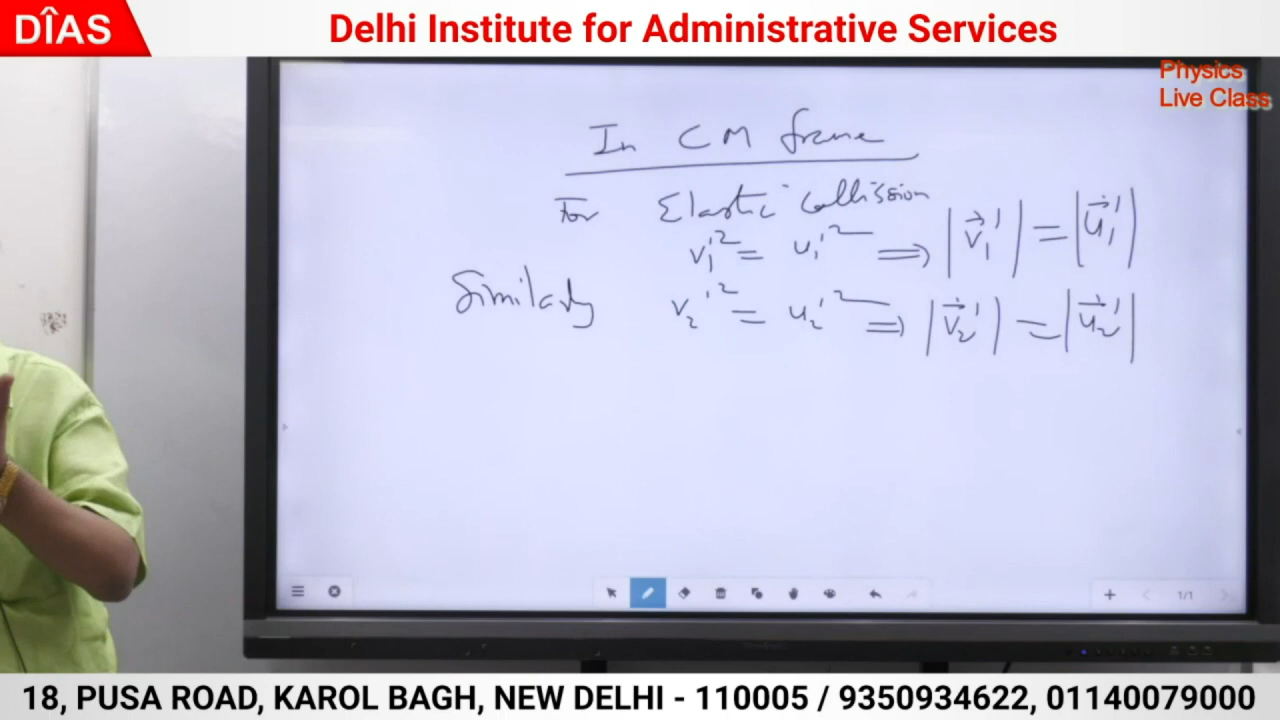 DÎAS
Delhi Institute for Administrative Services
Physics
Live Class
In CM frame
For Elastic Collission
v₁'² = u₁'² ⟹ |v⃗₁'| = |u⃗₁'|
Similarly v₂'² = u₂'² ⟹ |v⃗₂'| = |u⃗₂'|
1/1
18, PUSA ROAD, KAROL BAGH, NEW DELHI - 110005 / 9350934622, 01140079000